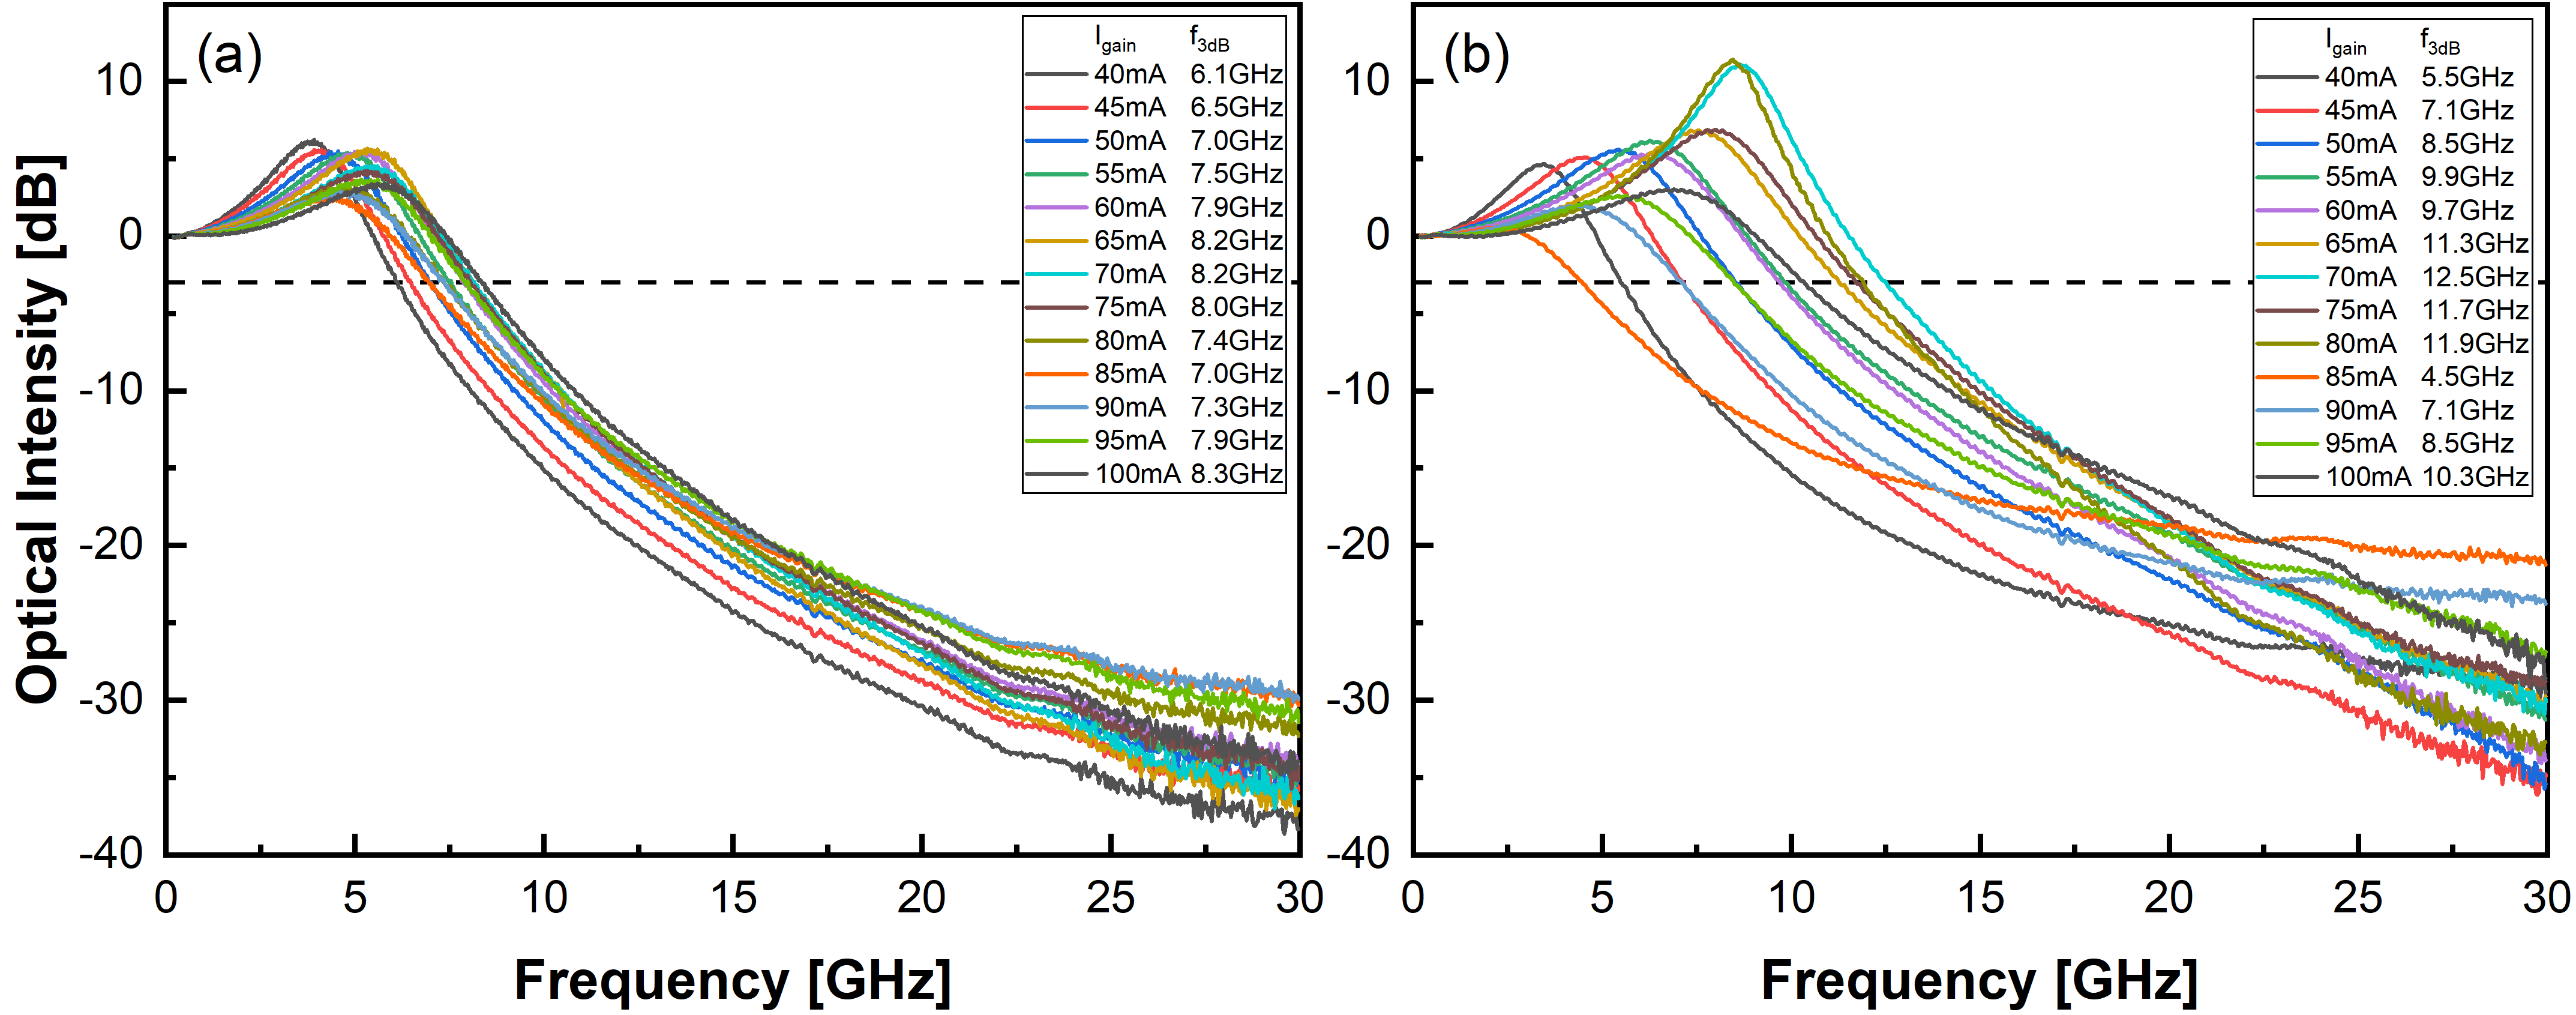 (a)
I_gain f_3dB
40mA 6.1GHz
45mA 6.5GHz
50mA 7.0GHz
55mA 7.5GHz
60mA 7.9GHz
65mA 8.2GHz
70mA 8.2GHz
75mA 8.0GHz
80mA 7.4GHz
85mA 7.0GHz
90mA 7.3GHz
95mA 7.9GHz
100mA 8.3GHz
Optical Intensity [dB]
10
0
-10
-20
-30
-40
0 5 10 15 20 25 30
Frequency [GHz]
(b)
I_gain f_3dB
40mA 5.5GHz
45mA 7.1GHz
50mA 8.5GHz
55mA 9.9GHz
60mA 9.7GHz
65mA 11.3GHz
70mA 12.5GHz
75mA 11.7GHz
80mA 11.9GHz
85mA 4.5GHz
90mA 7.1GHz
95mA 8.5GHz
100mA 10.3GHz
10
0
-10
-20
-30
-40
0 5 10 15 20 25 30
Frequency [GHz]